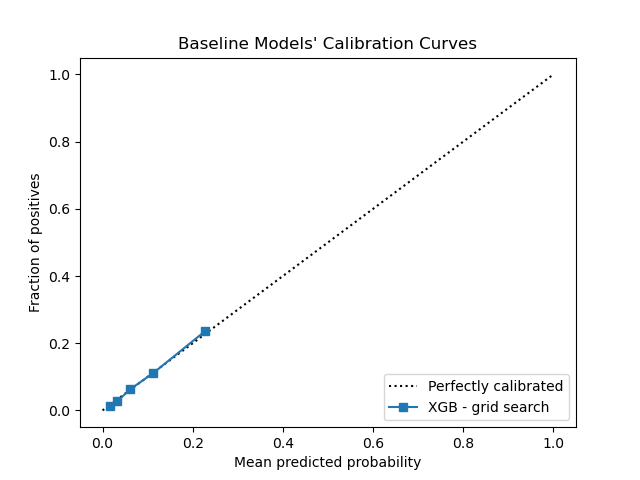 Baseline Models' Calibration Curves
1.0
0.8
0.6
0.4
0.2
0.0
Fraction of positives
Perfectly calibrated
XGB - grid search
0.0 0.2 0.4 0.6 0.8 1.0
Mean predicted probability